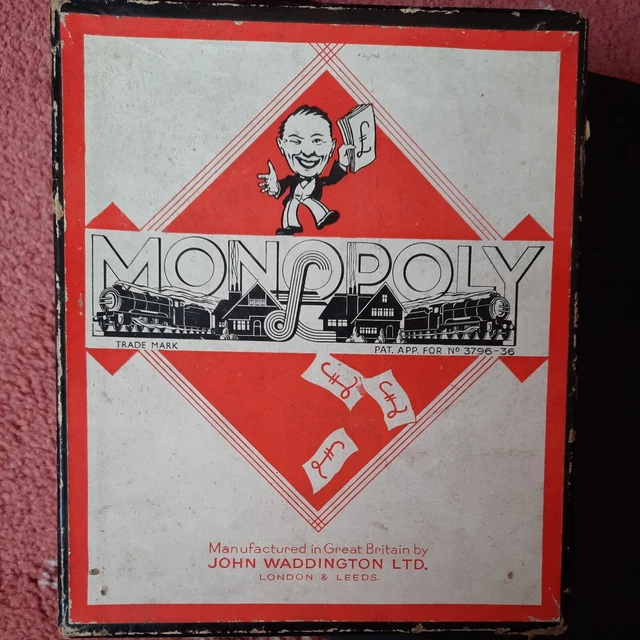 £
MONOPOLY
TRADE MARK PAT. APP. FOR Nº 3796-36
£
£
£
Manufactured in Great Britain by
JOHN WADDINGTON LTD.
LONDON & LEEDS.